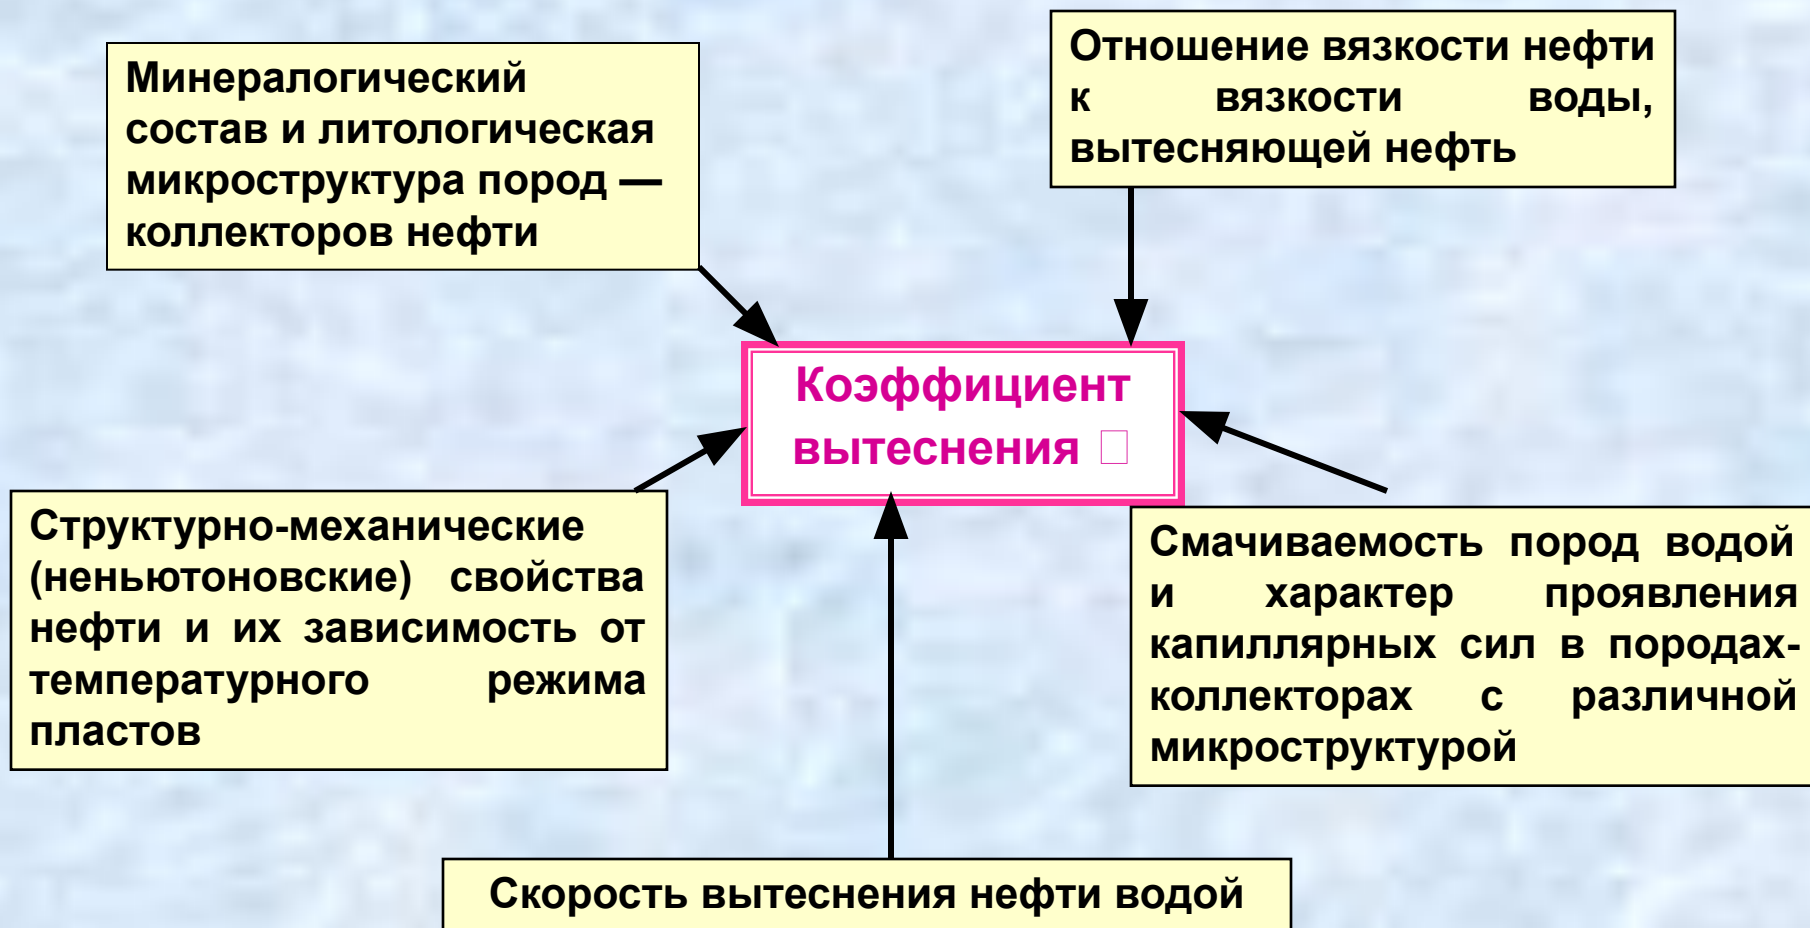 Минералогический
состав и литологическая
микроструктура пород —
коллекторов нефти
Отношение вязкости нефти
к вязкости воды,
вытесняющей нефть
Коэффициент
вытеснения □
Структурно-механические
(неньютоновские) свойства
нефти и их зависимость от
температурного режима
пластов
Смачиваемость пород водой
и характер проявления
капиллярных сил в породах-
коллекторах с различной
микроструктурой
Скорость вытеснения нефти водой